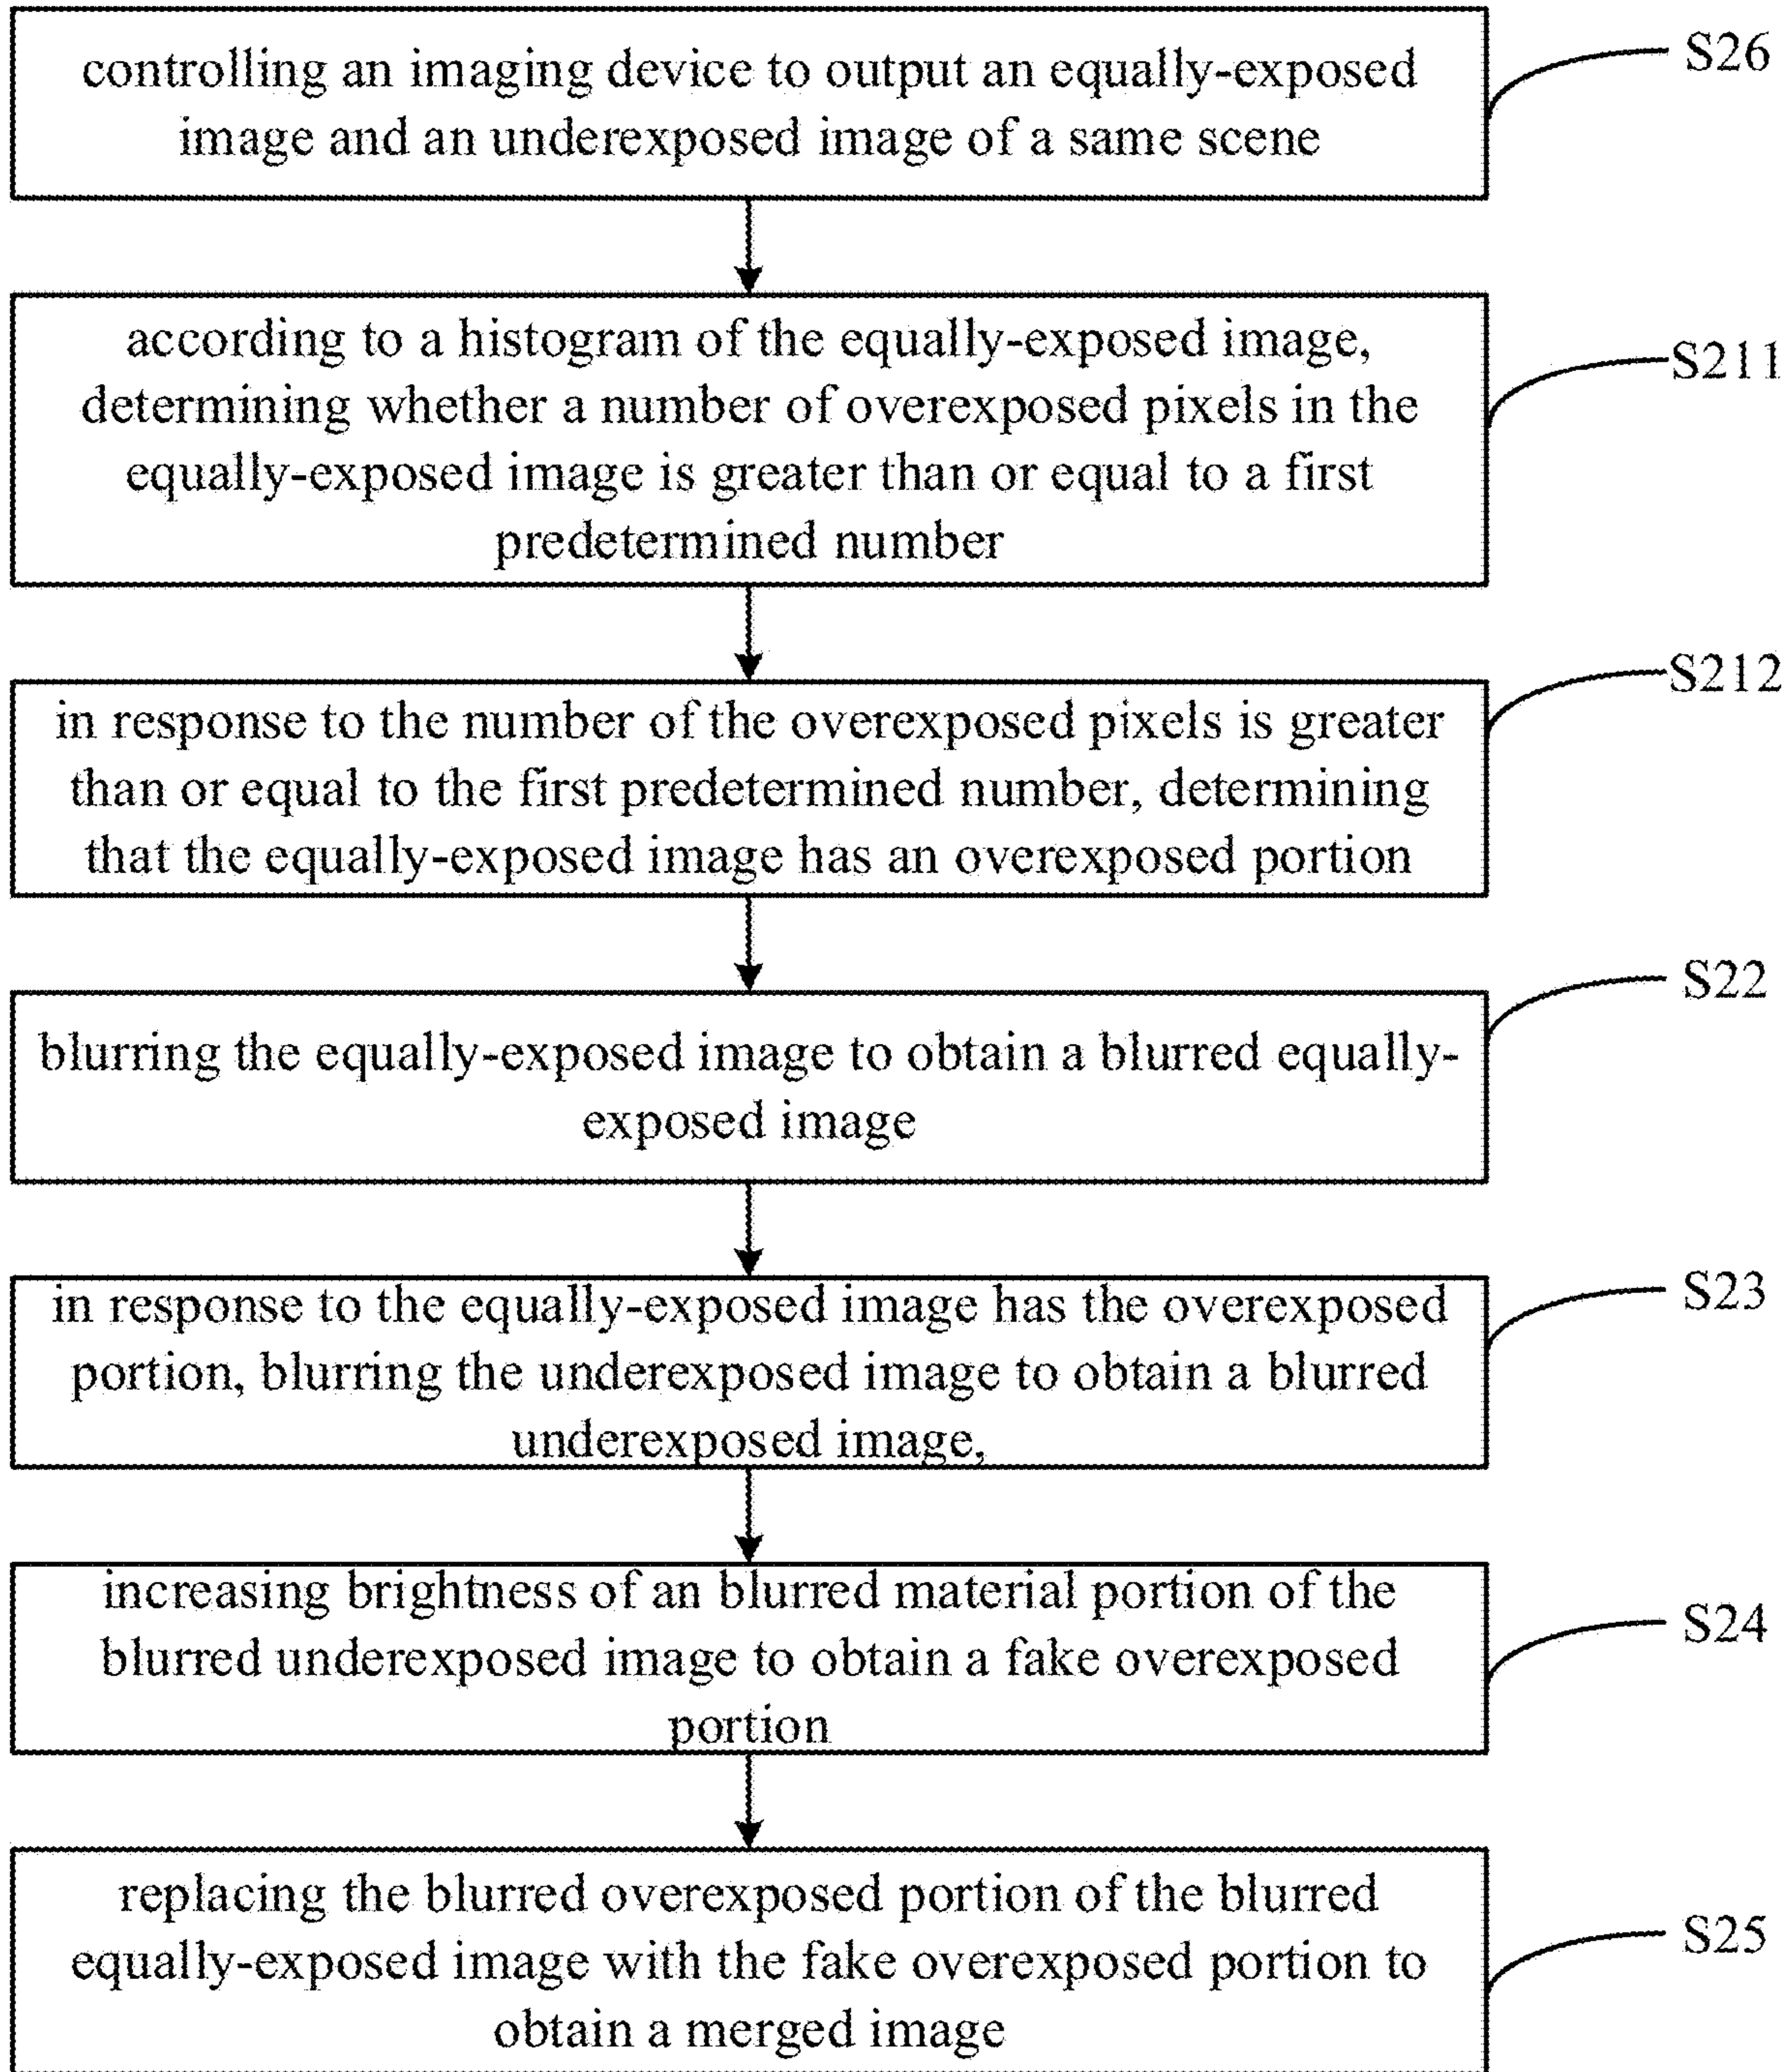 controlling an imaging device to output an equally-exposed
image and an underexposed image of a same scene
S26
according to a histogram of the equally-exposed image,
determining whether a number of overexposed pixels in the
equally-exposed image is greater than or equal to a first
predetermined number
S211
in response to the number of the overexposed pixels is greater
than or equal to the first predetermined number, determining
that the equally-exposed image has an overexposed portion
S212
blurring the equally-exposed image to obtain a blurred equally-
exposed image
S22
in response to the equally-exposed image has the overexposed
portion, blurring the underexposed image to obtain a blurred
underexposed image,
S23
increasing brightness of an blurred material portion of the
blurred underexposed image to obtain a fake overexposed
portion
S24
replacing the blurred overexposed portion of the blurred
equally-exposed image with the fake overexposed portion to
obtain a merged image
S25